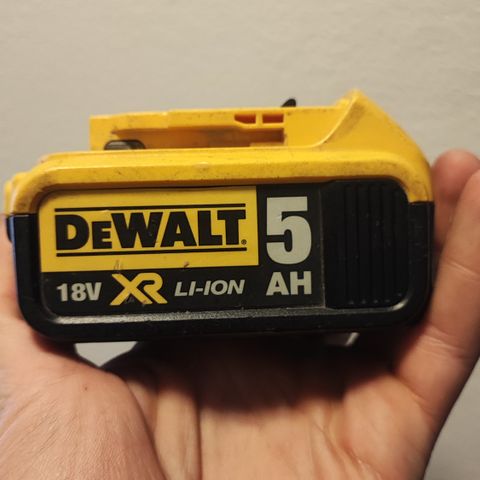 DEWALT
5
18V XR LI-ION AH